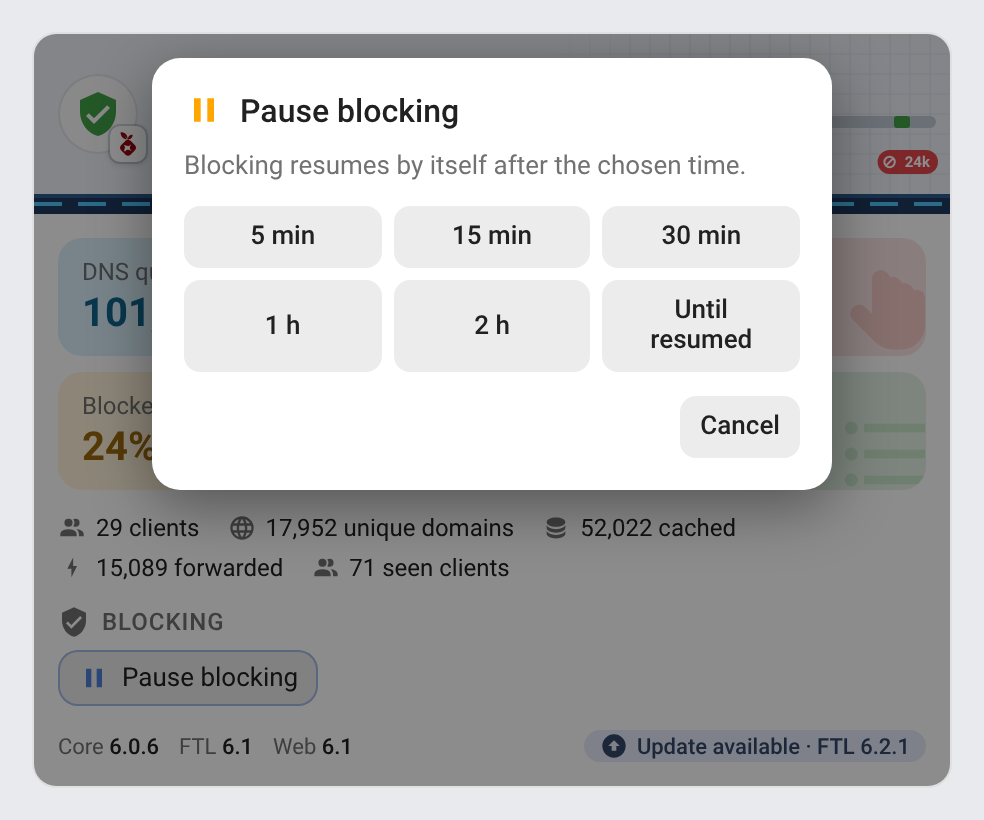 Pause blocking
Blocking resumes by itself after the chosen time.
5 min
15 min
30 min
1 h
2 h
Until
resumed
Cancel
24k
DNS
101
Blocke
24%
29 clients
17,952 unique domains
52,022 cached
15,089 forwarded
71 seen clients
BLOCKING
Pause blocking
Core 6.0.6 FTL 6.1 Web 6.1
Update available · FTL 6.2.1